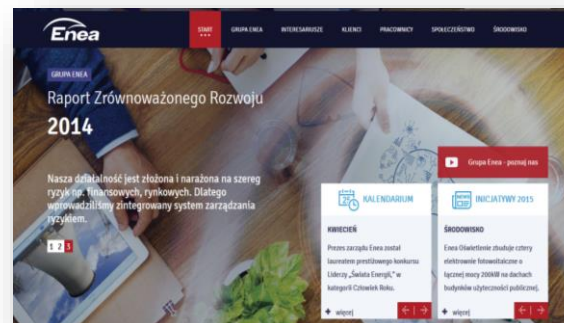 Enea
START GRUPA ENEA INTERESARIUSZE KLIENCI PRACOWNICY SPOŁECZEŃSTWO ŚRODOWISKO
GRUPA ENEA
Raport Zrównoważonego Rozwoju
2014
Nasza działalność jest złożona i narażona na szereg
ryzyk np. finansowych, rynkowych. Dlatego
wprowadziliśmy zintegrowany system zarządzania
ryzykiem.
1 2 3
Grupa Enea - poznaj nas
KALENDARIUM
KWIECIEŃ
Prezes zarządu Enea został
laureatem prestiżowego konkursu
Liderzy „Świata Energii," w
kategorii Człowiek Roku.
+ więcej
INICJATYWY 2015
ŚRODOWISKO
Enea Oświetlenie zbuduje cztery
elektrownie fotowoltaiczne o
łącznej mocy 200kW na dachach
budynków użyteczności publicznej.
+ więcej